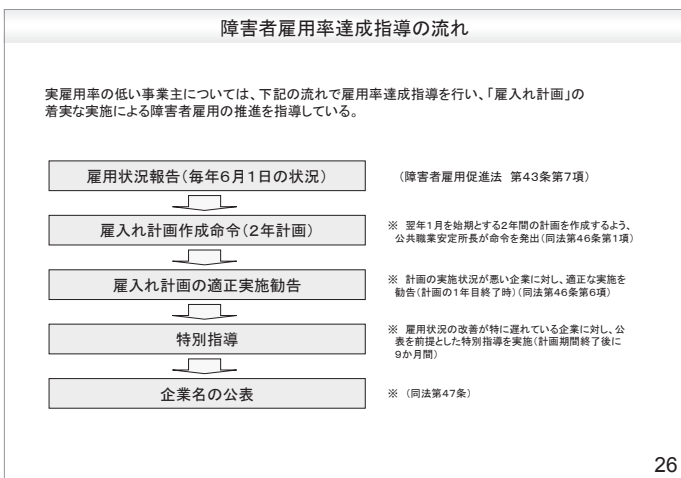 障害者雇用率達成指導の流れ
実雇用率の低い事業主については、下記の流れで雇用率達成指導を行い、「雇入れ計画」の
着実な実施による障害者雇用の推進を指導している。
雇用状況報告(毎年6月1日の状況)
(障害者雇用促進法 第43条第7項)
雇入れ計画作成命令(2年計画)
※ 翌年1月を始期とする2年間の計画を作成するよう、
公共職業安定所長が命令を発出(同法第46条第1項)
雇入れ計画の適正実施勧告
※ 計画の実施状況が悪い企業に対し、適正な実施を
勧告(計画の1年目終了時)(同法第46条第6項)
特別指導
※ 雇用状況の改善が特に遅れている企業に対し、公
表を前提とした特別指導を実施(計画期間終了後に
9か月間)
企業名の公表
※ (同法第47条)
26